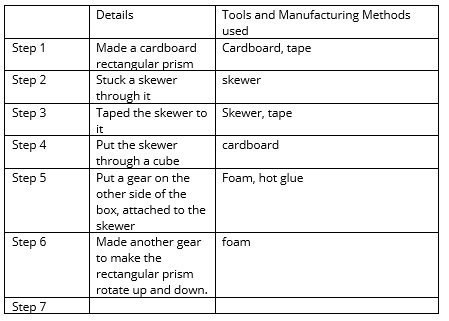 Details Tools and Manufacturing Methods
used
Step 1 Made a cardboard Cardboard, tape
rectangular prism
Step 2 Stuck a skewer skewer
through it
Step 3 Taped the skewer to Skewer, tape
it
Step 4 Put the skewer cardboard
through a cube
Step 5 Put a gear on the Foam, hot glue
other side of the
box, attached to the
skewer
Step 6 Made another gear foam
to make the
rectangular prism
rotate up and down.
Step 7